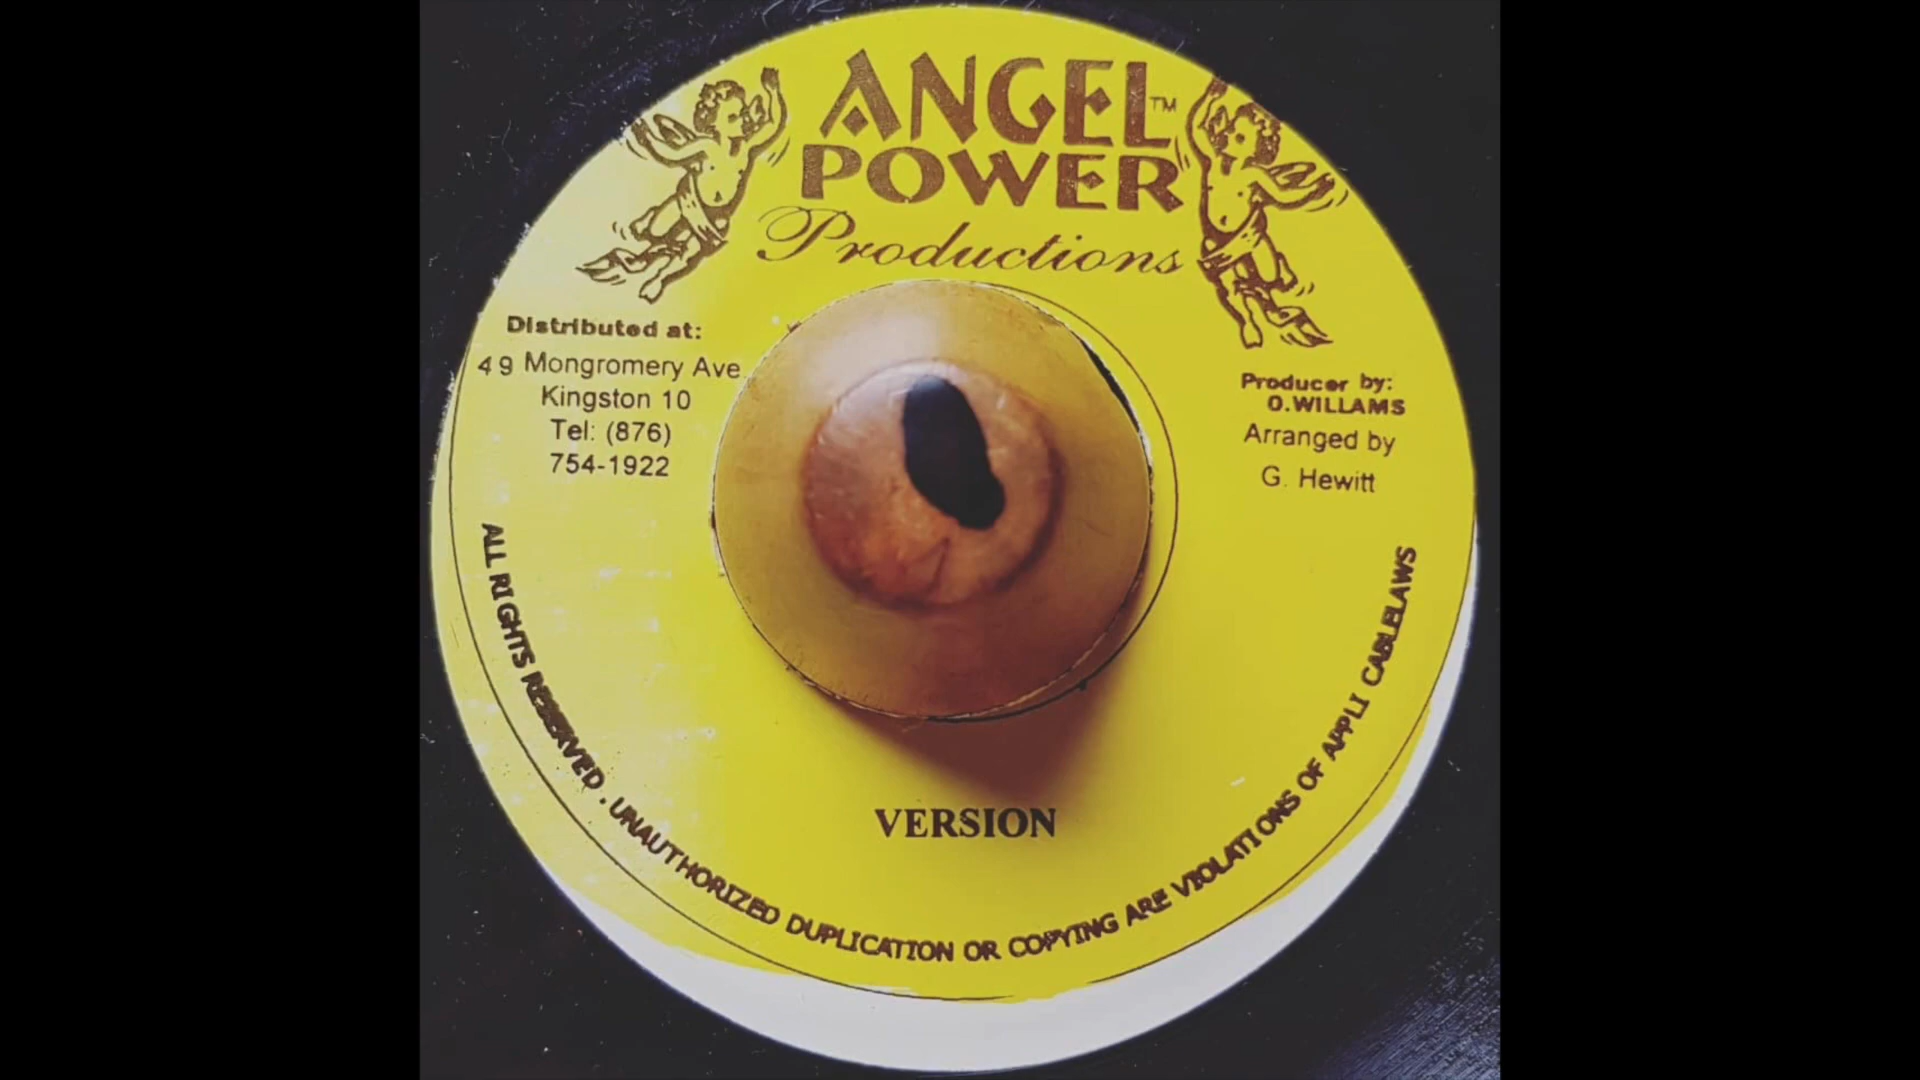 ANGEL™
POWER
Productions
Distributed at:
49 Mongromery Ave
Kingston 10
Tel: (876)
754-1922
Producer by:
O.WILLAMS
Arranged by
G. Hewitt
VERSION
ALL RIGHTS RESERVED . UNAUTHORIZED DUPLICATION OR COPYING ARE VIOLATIONS OF APPLI CABLELAWS